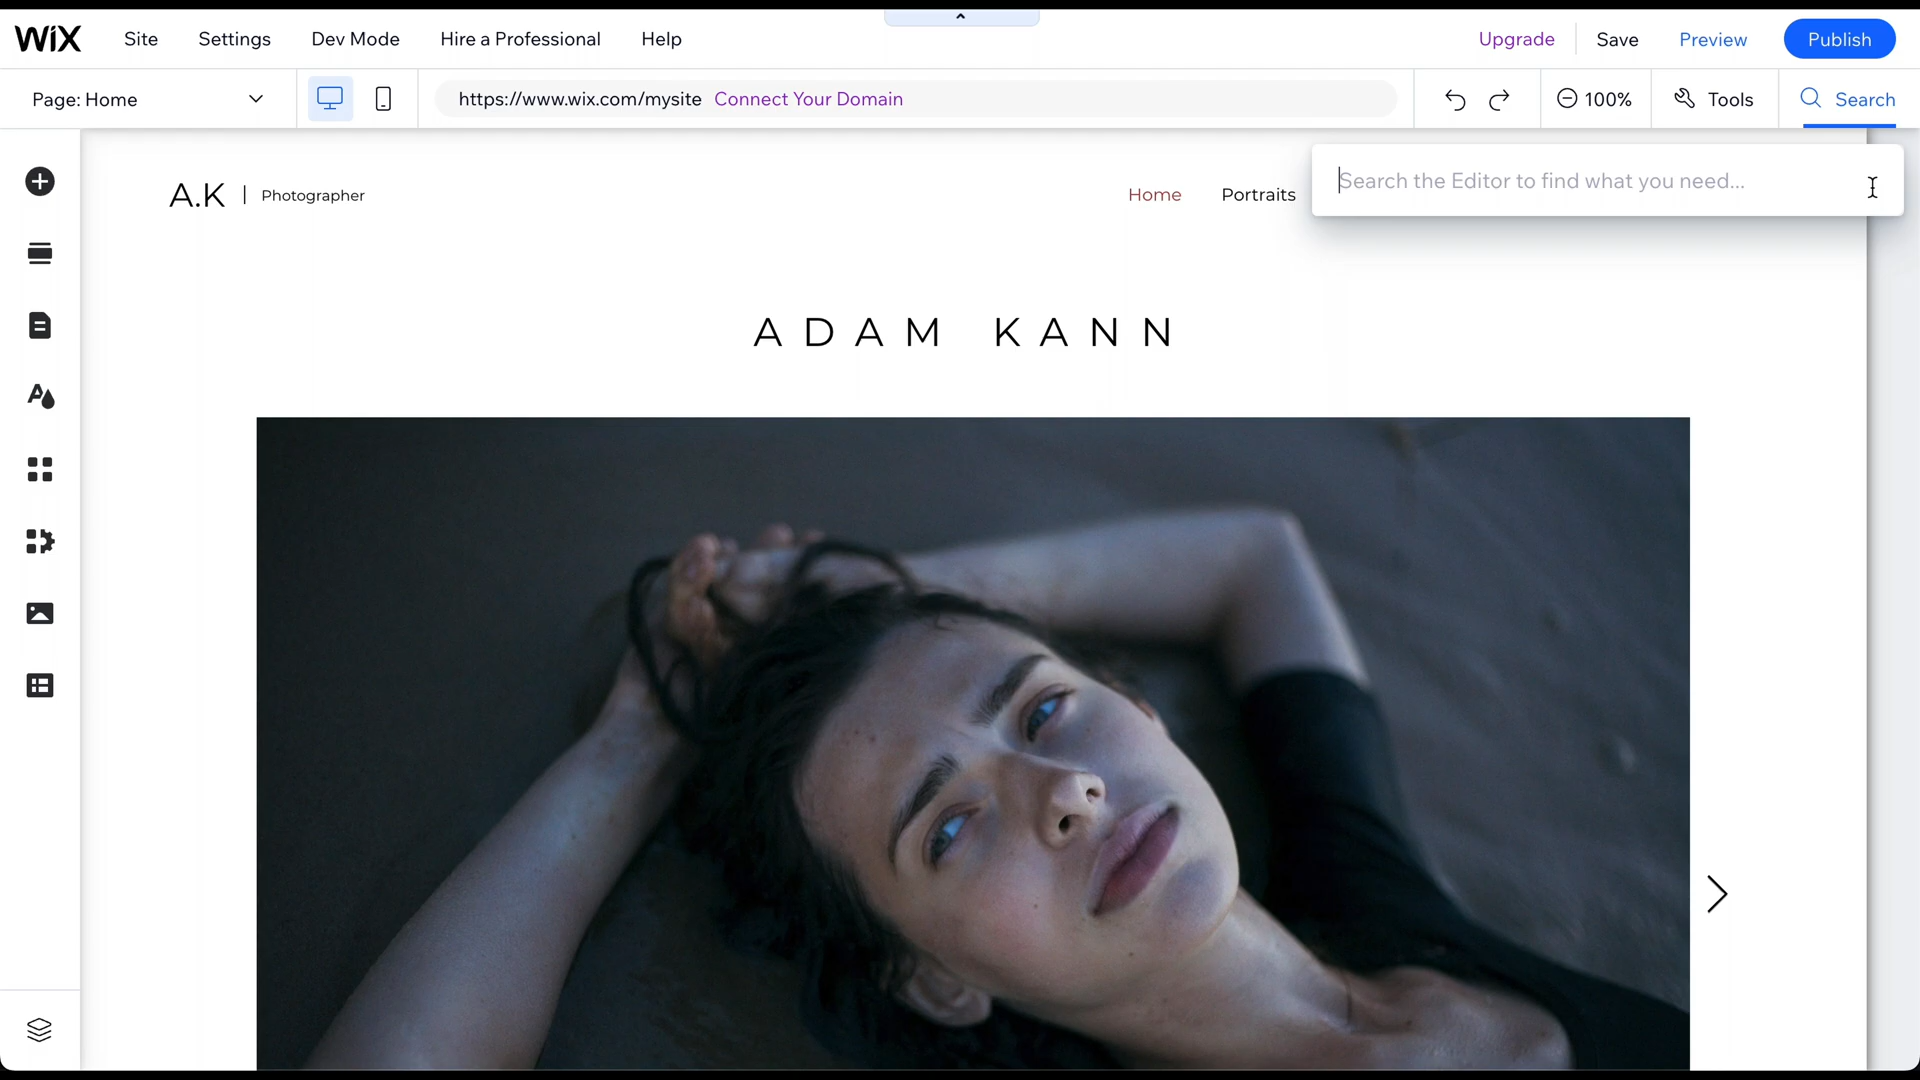 WiX Site Settings Dev Mode Hire a Professional Help Upgrade Save Preview Publish
Page: Home https://www.wix.com/mysite Connect Your Domain 100% Tools Search
Search the Editor to find what you need...
A.K | Photographer Home Portraits
ADAM KANN